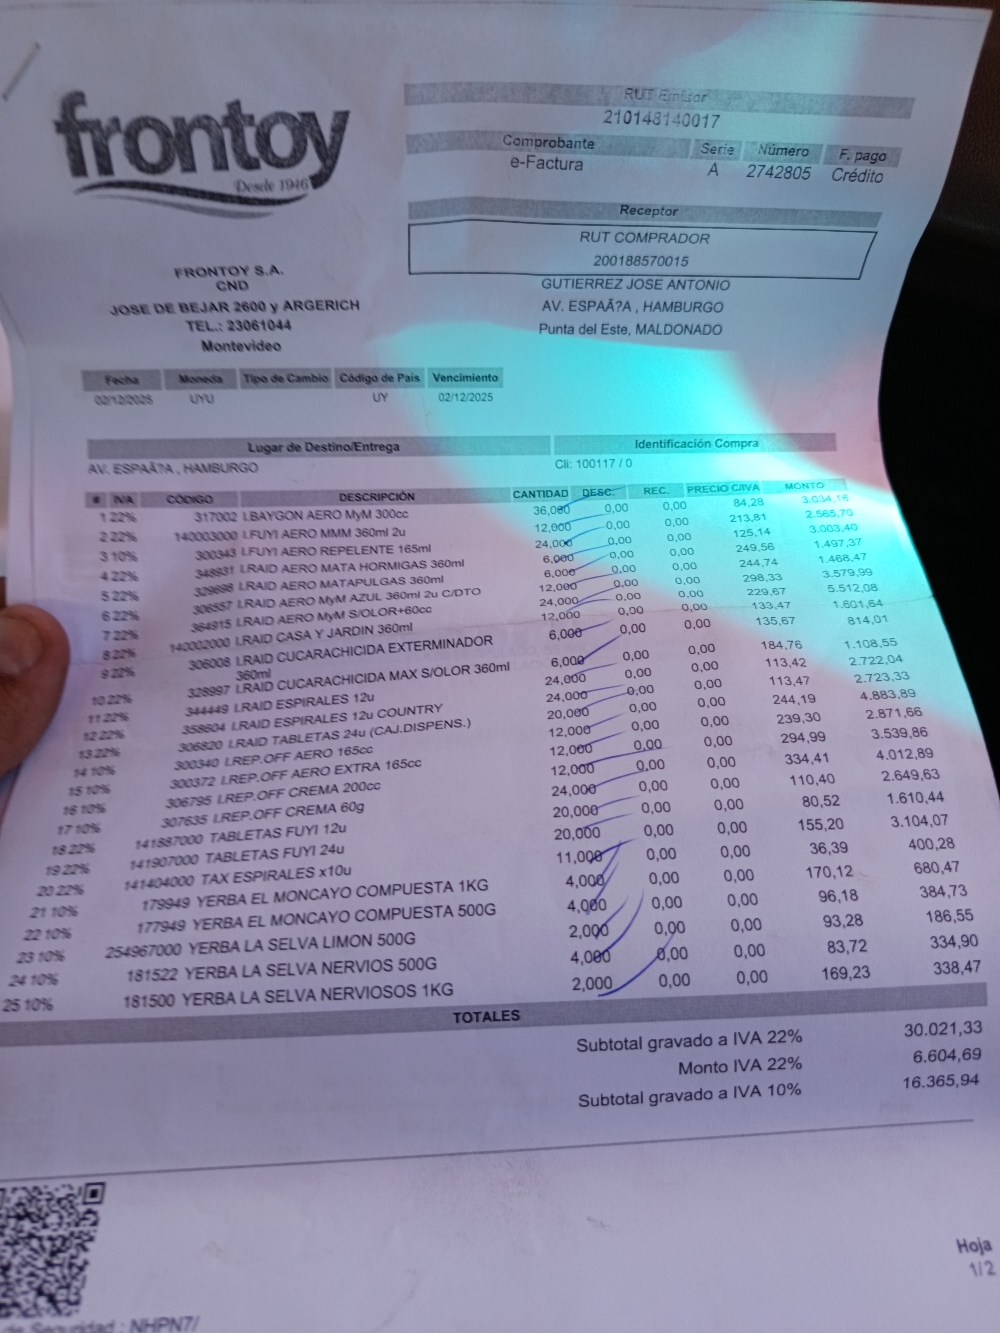 frontoy
Desde 1946
RUT Emisor
210148140017
Comprobante Serie Número F. pago
e-Factura A 2742805 Crédito
Receptor
RUT COMPRADOR
200188570015
FRONTOY S.A.
CND
JOSE DE BEJAR 2600 y ARGERICH
TEL.: 23061044
Montevideo
GUTIERREZ JOSE ANTONIO
AV. ESPAÂ?A , HAMBURGO
Punta del Este, MALDONADO
Fecha Moneda Tipo de Cambio Código de País Vencimiento
02/12/2025 UYU UY 02/12/2025
Lugar de Destino/Entrega Identificación Compra
AV. ESPAÂ?A , HAMBURGO Cli: 100117 / 0
# IVA CÓDIGO DESCRIPCIÓN CANTIDAD DESC. REC. PRECIO C/IVA MONTO
1 22% 317002 I.BAYGON AERO MyM 300cc 36,000 0,00 0,00 84,28 3.034,16
2 22% 140003000 I.FUYI AERO MMM 360ml 2u 12,000 0,00 0,00 213,81 2.565,70
3 10% 300343 I.FUYI AERO REPELENTE 165ml 24,000 0,00 0,00 125,14 3.003,40
4 22% 348931 I.RAID AERO MATA HORMIGAS 360ml 6,000 0,00 0,00 249,56 1.497,37
5 22% 329698 I.RAID AERO MATAPULGAS 360ml 6,000 0,00 0,00 244,74 1.468,47
6 22% 306557 I.RAID AERO MyM AZUL 360ml 2u C/DTO 12,000 0,00 0,00 298,33 3.579,99
7 22% 364915 I.RAID AERO MyM S/OLOR+60cc 24,000 0,00 0,00 229,67 5.512,08
8 22% 140002000 I.RAID CASA Y JARDIN 360ml 12,000 0,00 0,00 133,47 1.601,64
9 22% 306008 I.RAID CUCARACHICIDA EXTERMINADOR 6,000 0,00 0,00 135,67 814,01
360ml
10 22% 328997 I.RAID CUCARACHICIDA MAX S/OLOR 360ml 6,000 0,00 0,00 184,76 1.108,55
11 22% 344449 I.RAID ESPIRALES 12u 24,000 0,00 0,00 113,42 2.722,04
12 22% 358604 I.RAID ESPIRALES 12u COUNTRY 24,000 0,00 0,00 113,47 2.723,33
13 22% 306820 I.RAID TABLETAS 24u (CAJ.DISPENS.) 20,000 0,00 0,00 244,19 4.883,89
14 10% 300340 I.REP.OFF AERO 165cc 12,000 0,00 0,00 239,30 2.871,66
15 10% 300372 I.REP.OFF AERO EXTRA 165cc 12,000 0,00 0,00 294,99 3.539,86
16 10% 306795 I.REP.OFF CREMA 200cc 12,000 0,00 0,00 334,41 4.012,89
17 10% 307635 I.REP.OFF CREMA 60g 24,000 0,00 0,00 110,40 2.649,63
18 22% 141887000 TABLETAS FUYI 12u 20,000 0,00 0,00 80,52 1.610,44
19 22% 141907000 TABLETAS FUYI 24u 20,000 0,00 0,00 155,20 3.104,07
20 22% 141404000 TAX ESPIRALES x10u 11,000 0,00 0,00 36,39 400,28
21 10% 179949 YERBA EL MONCAYO COMPUESTA 1KG 4,000 0,00 0,00 170,12 680,47
22 10% 177949 YERBA EL MONCAYO COMPUESTA 500G 4,000 0,00 0,00 96,18 384,73
23 10% 254967000 YERBA LA SELVA LIMON 500G 2,000 0,00 0,00 93,28 186,55
24 10% 181522 YERBA LA SELVA NERVIOS 500G 4,000 0,00 0,00 83,72 334,90
25 10% 181500 YERBA LA SELVA NERVIOSOS 1KG 2,000 0,00 0,00 169,23 338,47
TOTALES
Subtotal gravado a IVA 22% 30.021,33
Monto IVA 22% 6.604,69
Subtotal gravado a IVA 10% 16.365,94
Hoja
1/2
de Seguridad : NHPN7/